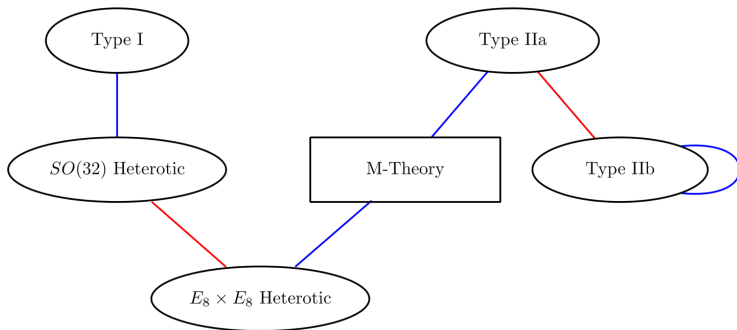 Type I
Type IIa
SO(32) Heterotic
M-Theory
Type IIb
E₈ × E₈ Heterotic